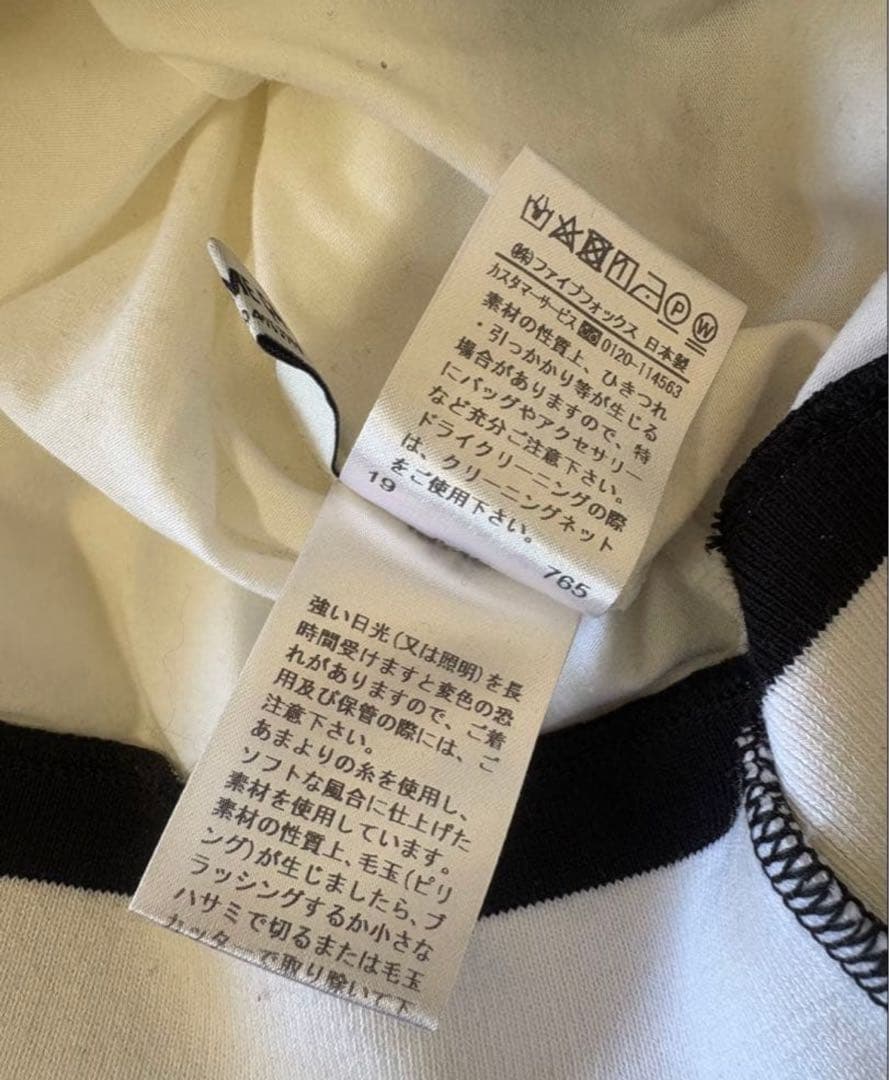 P W
(株)ファイブフォックス 日本製
カスタマーサービス 0120-114563
素材の性質上、ひきつれ
・引っかかり等が生じる
場合がありますので、特
にバッグやアクセサリー
など充分ご注意下さい。
ドライクリーニングの際
は、クリーニングネット
をご使用下さい。
19 765
強い日光(又は照明)を長
時間受けますと変色の恐
れがありますので、ご着
用及び保管の際には、ご
注意下さい。
あまよりの糸を使用し、
ソフトな風合に仕上げた
素材を使用しています。
素材の性質上、毛玉(ピリ
ング)が生じましたら、ブ
ラッシングするか小さな
ハサミで切るまたは毛玉
カッターで取り除いて下